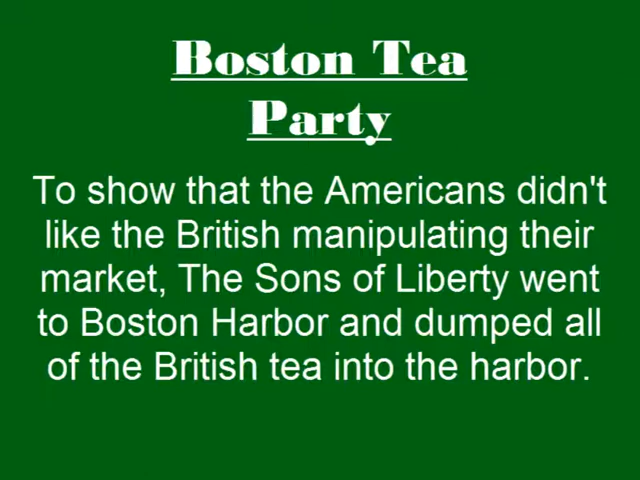 Boston Tea
Party
To show that the Americans didn't
like the British manipulating their
market, The Sons of Liberty went
to Boston Harbor and dumped all
of the British tea into the harbor.